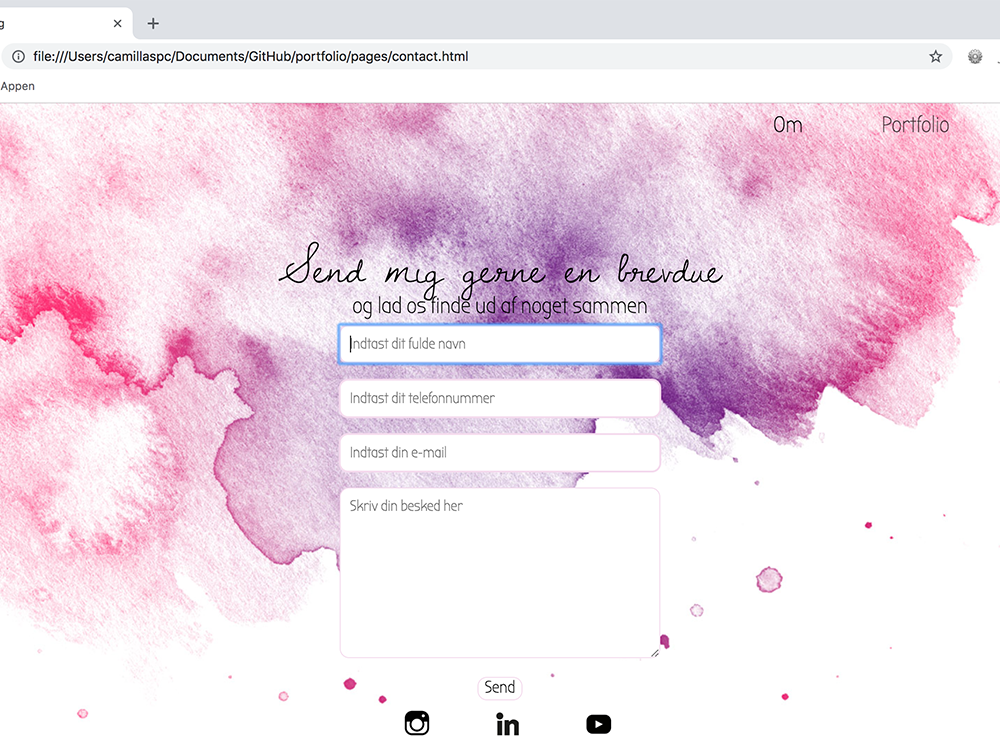 g
file:///Users/camillaspc/Documents/GitHub/portfolio/pages/contact.html
Appen
Om Portfolio
Send mig gerne en brevdue
og lad os finde ud af noget sammen
Indtast dit fulde navn
Indtast dit telefonnummer
Indtast din e-mail
Skriv din besked her
Send
in